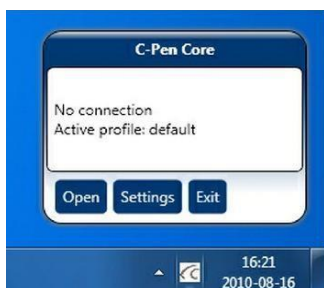 C-Pen Core
No connection
Active profile: default
Open Settings Exit
16:21
2010-08-16